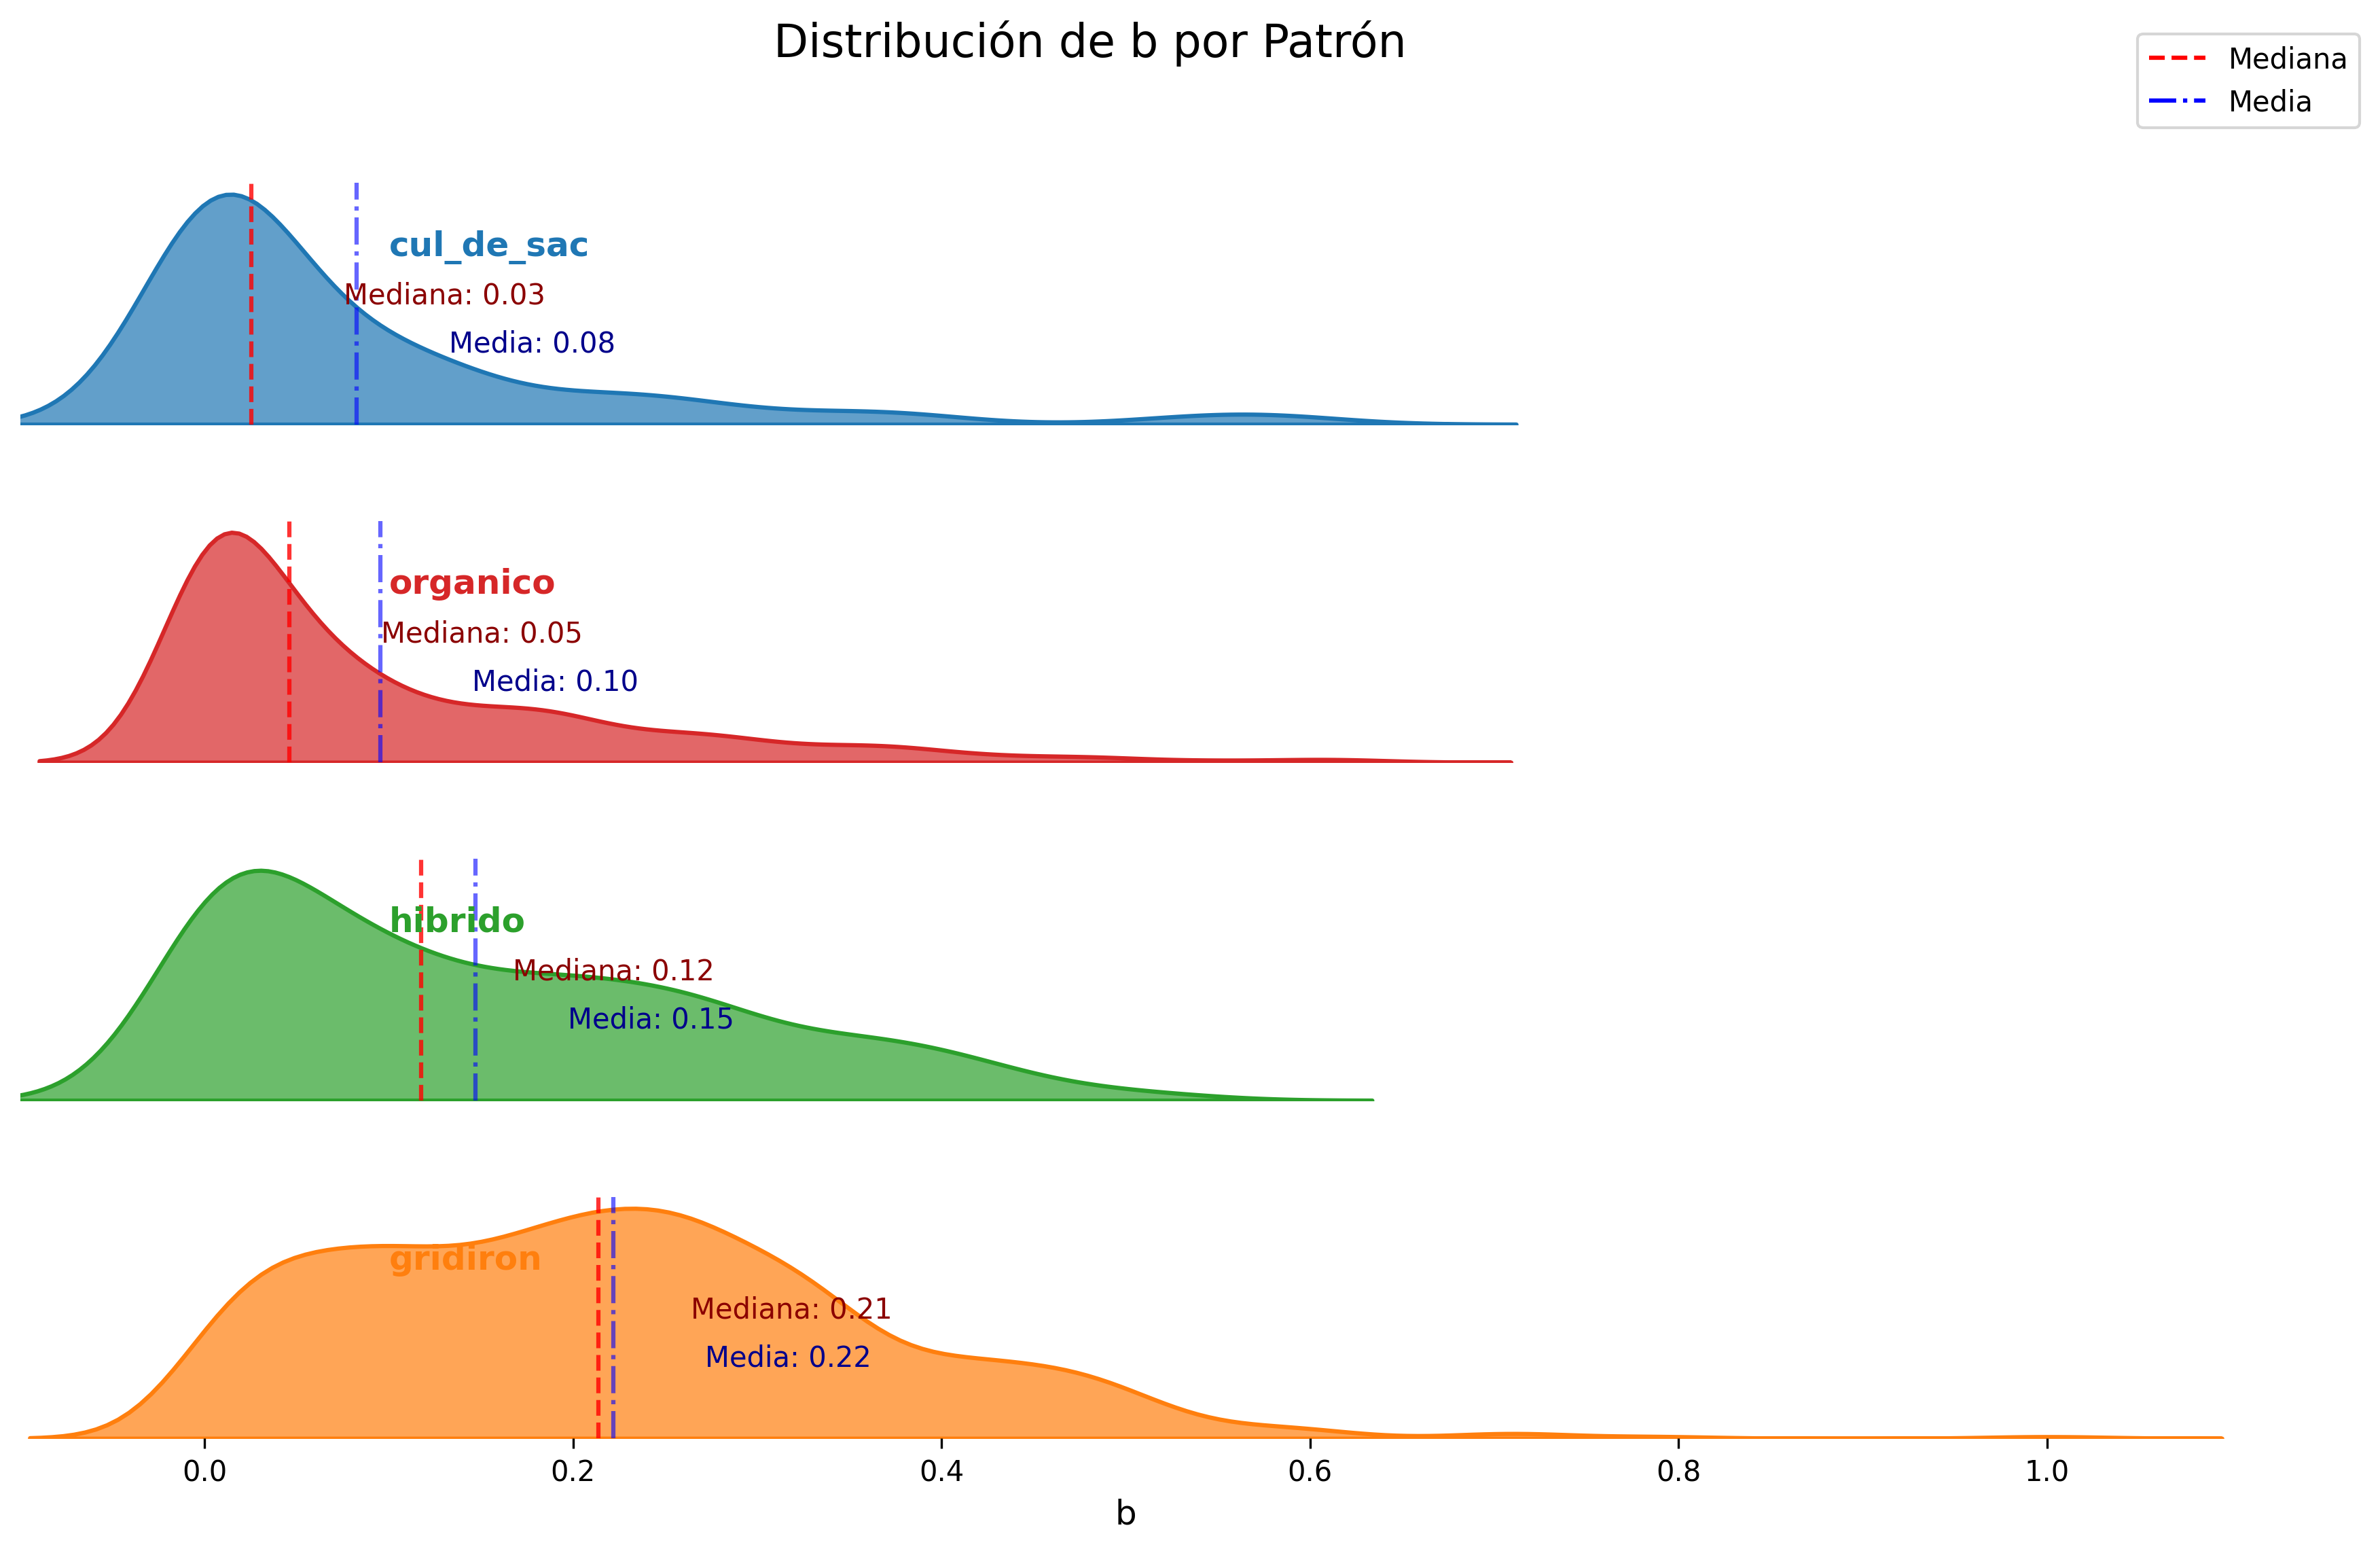 Distribución de b por Patrón
Mediana
Media
cul_de_sac
Mediana: 0.03
Media: 0.08
organico
Mediana: 0.05
Media: 0.10
hibrido
Mediana: 0.12
Media: 0.15
gridiron
Mediana: 0.21
Media: 0.22
0.0 0.2 0.4 0.6 0.8 1.0
b